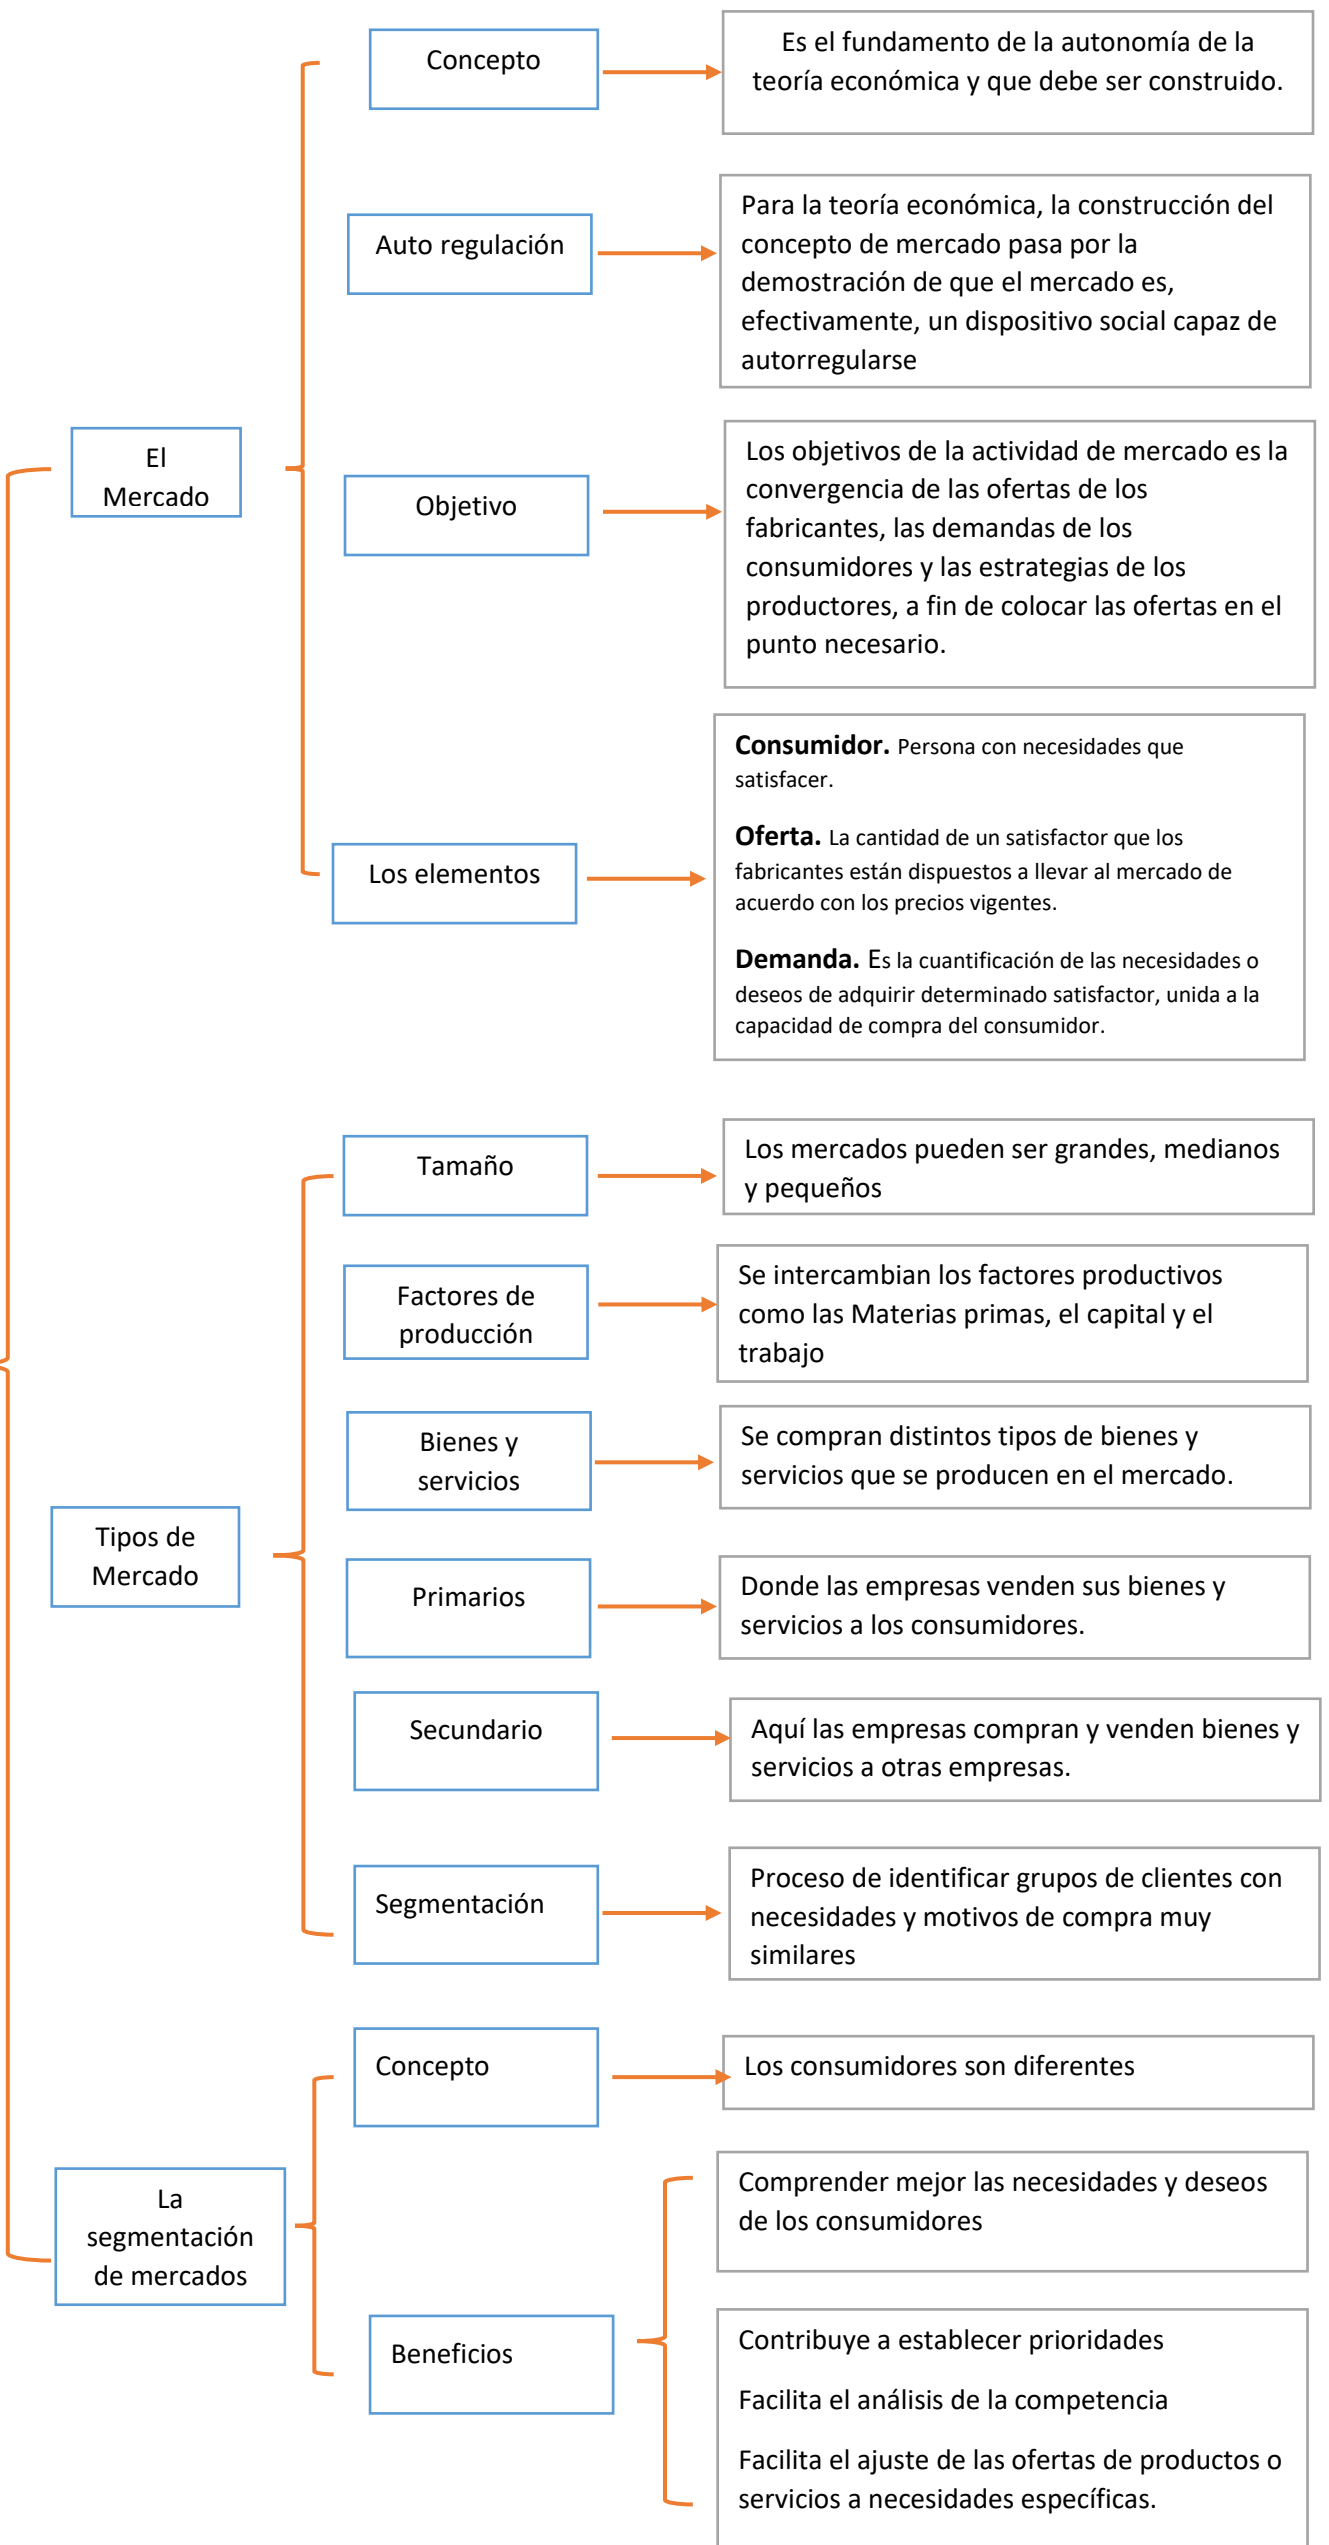 El
Mercado
Concepto
Es el fundamento de la autonomía de la
teoría económica y que debe ser construido.
Auto regulación
Para la teoría económica, la construcción del
concepto de mercado pasa por la
demostración de que el mercado es,
efectivamente, un dispositivo social capaz de
autorregularse
Objetivo
Los objetivos de la actividad de mercado es la
convergencia de las ofertas de los
fabricantes, las demandas de los
consumidores y las estrategias de los
productores, a fin de colocar las ofertas en el
punto necesario.
Los elementos
Consumidor. Persona con necesidades que
satisfacer.
Oferta. La cantidad de un satisfactor que los
fabricantes están dispuestos a llevar al mercado de
acuerdo con los precios vigentes.
Demanda. Es la cuantificación de las necesidades o
deseos de adquirir determinado satisfactor, unida a la
capacidad de compra del consumidor.
Tipos de
Mercado
Tamaño
Los mercados pueden ser grandes, medianos
y pequeños
Factores de
producción
Se intercambian los factores productivos
como las Materias primas, el capital y el
trabajo
Bienes y
servicios
Se compran distintos tipos de bienes y
servicios que se producen en el mercado.
Primarios
Donde las empresas venden sus bienes y
servicios a los consumidores.
Secundario
Aquí las empresas compran y venden bienes y
servicios a otras empresas.
Segmentación
Proceso de identificar grupos de clientes con
necesidades y motivos de compra muy
similares
La
segmentación
de mercados
Concepto
Los consumidores son diferentes
Beneficios
Comprender mejor las necesidades y deseos
de los consumidores
Contribuye a establecer prioridades
Facilita el análisis de la competencia
Facilita el ajuste de las ofertas de productos o
servicios a necesidades específicas.